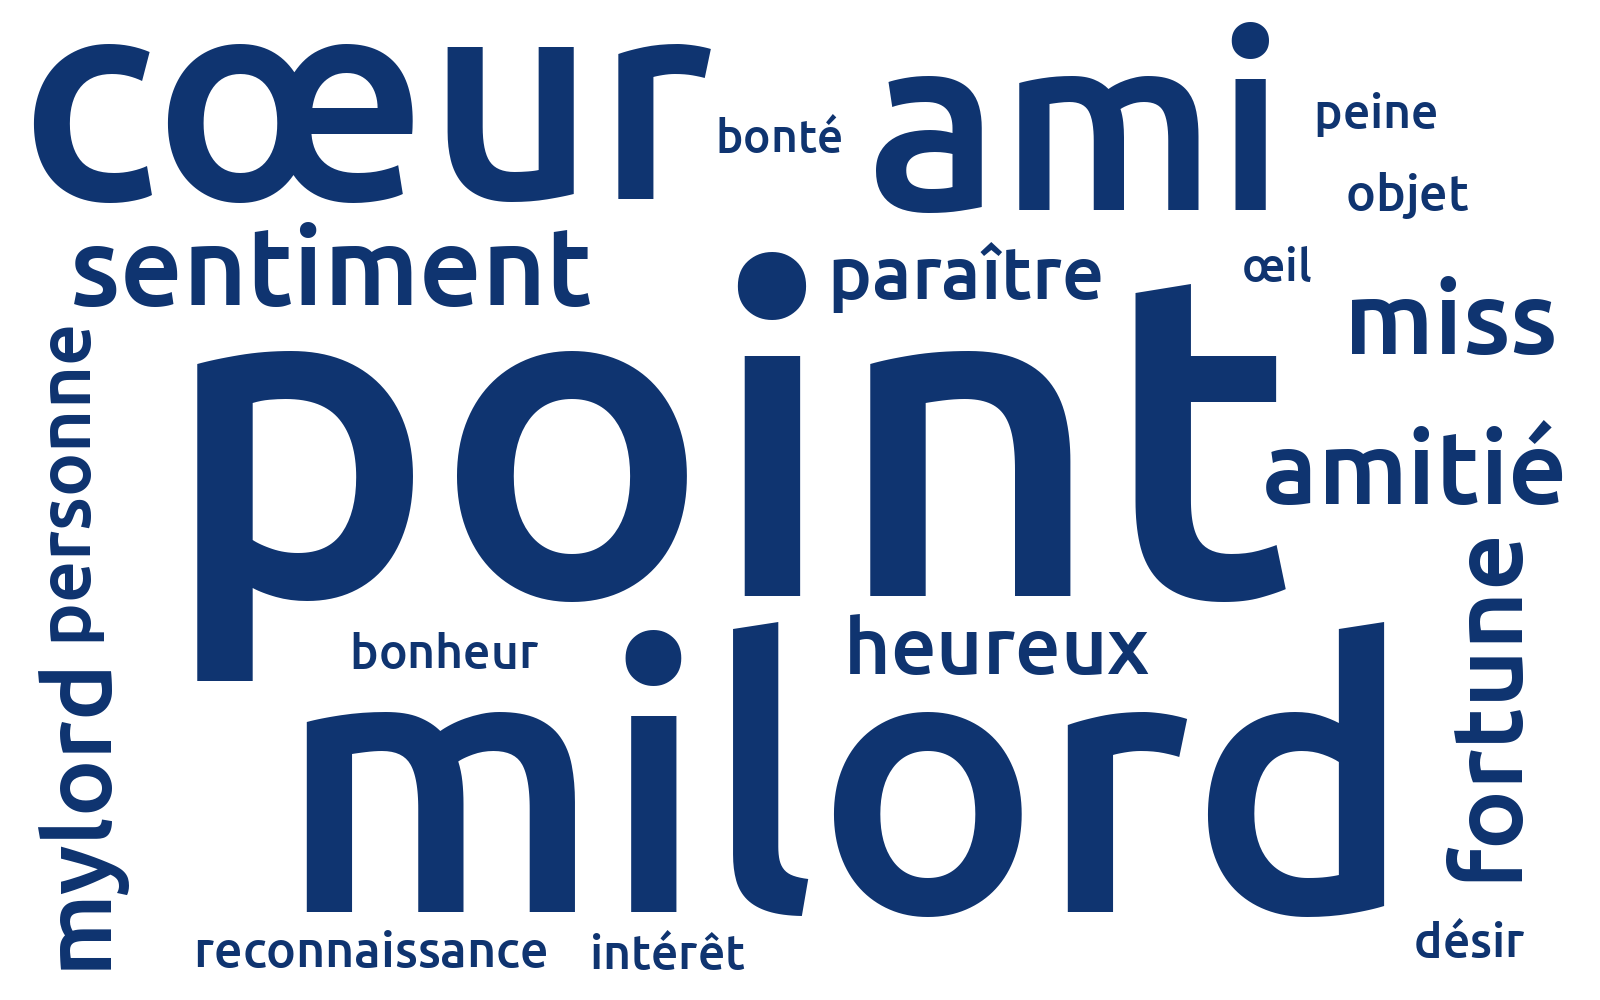 cœur
bonté
ami
peine
objet
sentiment
paraître
œil
miss
point
amitié
personne
fortune
bonheur
heureux
milord
mylord
reconnaissance
intérêt
désir